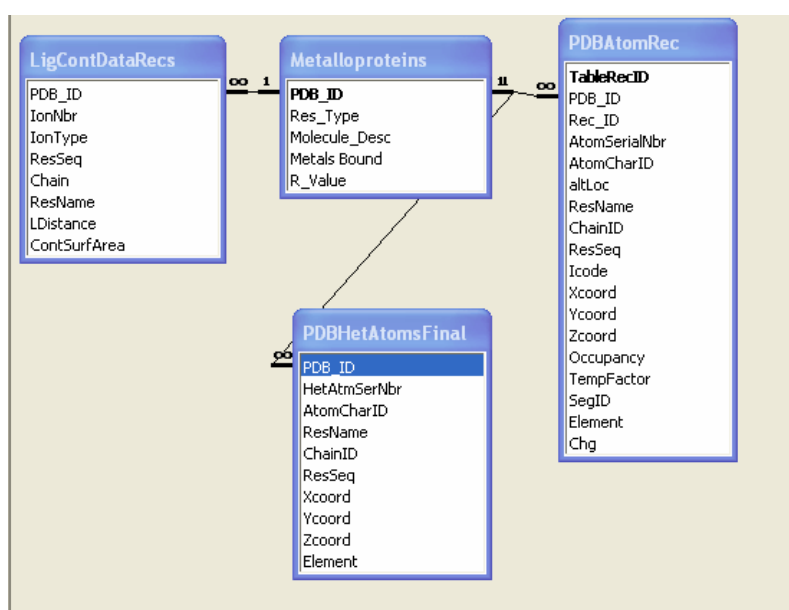 LigContDataRecs
PDB_ID
IonNbr
IonType
ResSeq
Chain
ResName
LDistance
ContSurfArea
∞ 1
Metalloproteins
PDB_ID
Res_Type
Molecule_Desc
Metals Bound
R_Value
11 ∞
PDBAtomRec
TableRecID
PDB_ID
Rec_ID
AtomSerialNbr
AtomCharID
altLoc
ResName
ChainID
ResSeq
Icode
Xcoord
Ycoord
Zcoord
Occupancy
TempFactor
SegID
Element
Chg
∞
PDBHetAtomsFinal
PDB_ID
HetAtmSerNbr
AtomCharID
ResName
ChainID
ResSeq
Xcoord
Ycoord
Zcoord
Element